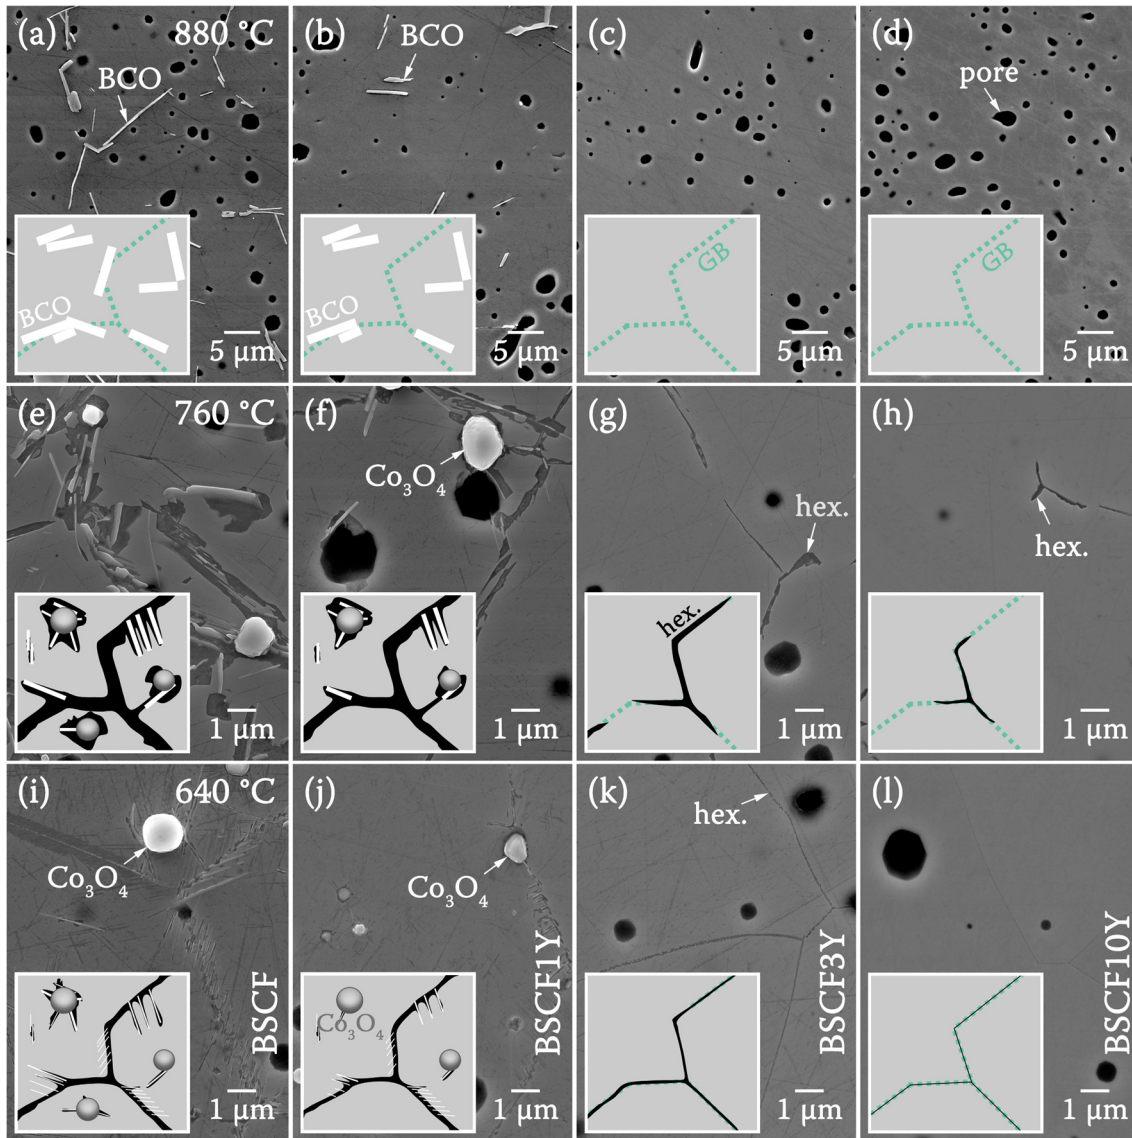 (a)
880 °C
BCO
BCO
5 μm
(b)
BCO
BCO
5 μm
(c)
GB
5 μm
(d)
pore
GB
5 μm
(e)
760 °C
1 μm
(f)
Co₃O₄
1 μm
(g)
hex.
hex.
1 μm
(h)
hex.
1 μm
(i)
640 °C
Co₃O₄
BSCF
1 μm
(j)
Co₃O₄
Co₃O₄
BSCF1Y
1 μm
(k)
hex.
BSCF3Y
1 μm
(l)
BSCF10Y
1 μm